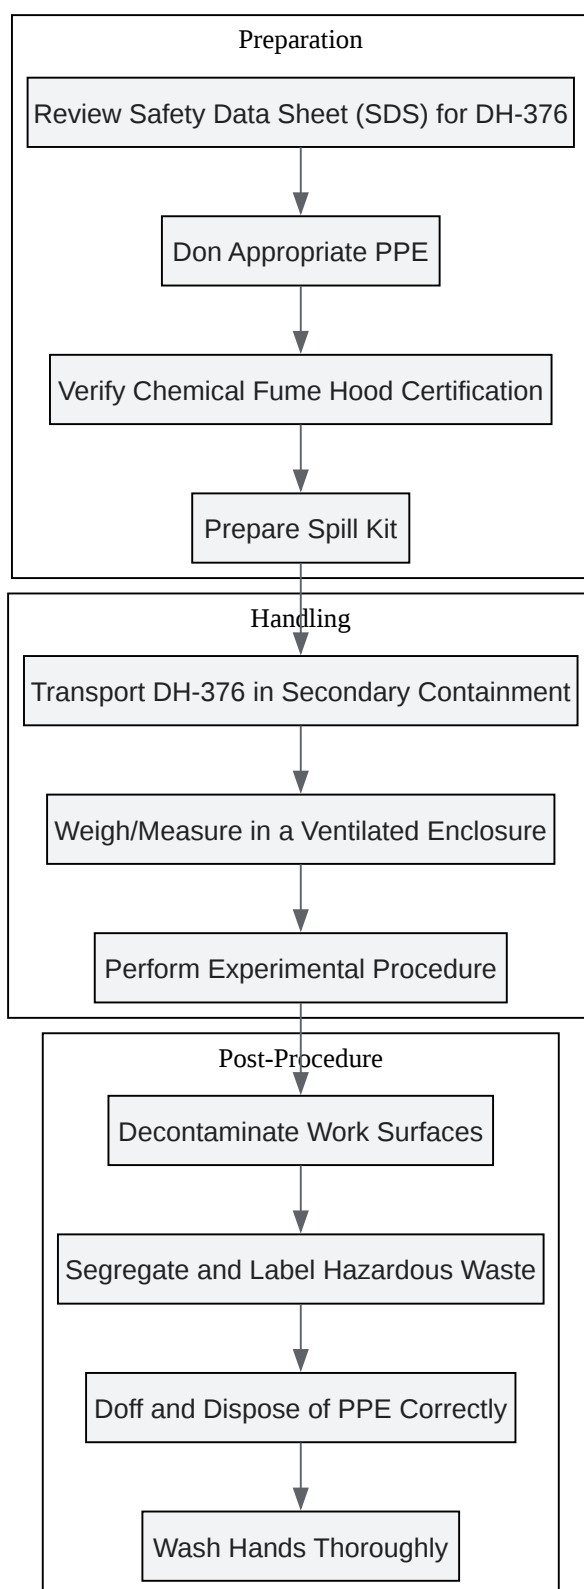 Preparation
Review Safety Data Sheet (SDS) for DH-376
Don Appropriate PPE
Verify Chemical Fume Hood Certification
Prepare Spill Kit
Handling
Transport DH-376 in Secondary Containment
Weigh/Measure in a Ventilated Enclosure
Perform Experimental Procedure
Post-Procedure
Decontaminate Work Surfaces
Segregate and Label Hazardous Waste
Doff and Dispose of PPE Correctly
Wash Hands Thoroughly